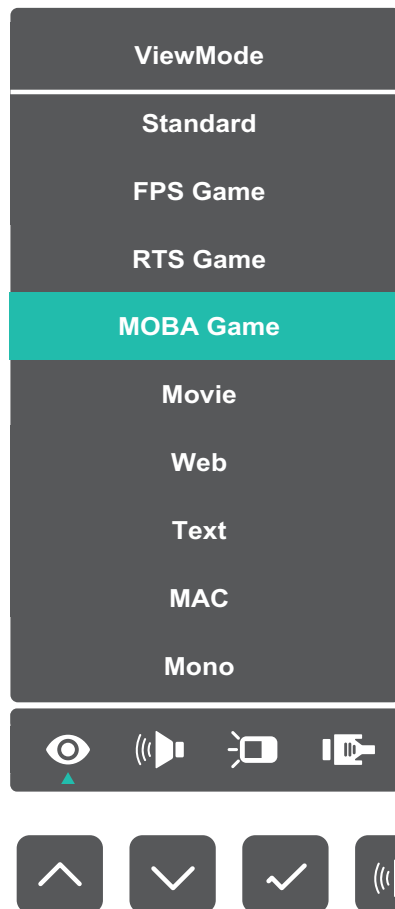 ViewMode
Standard
FPS Game
RTS Game
MOBA Game
Movie
Web
Text
MAC
Mono